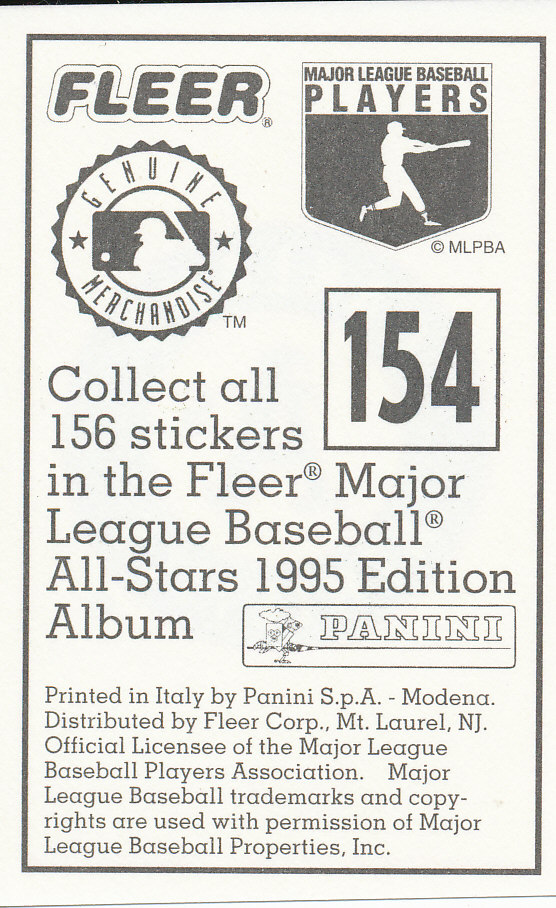 FLEER®
MAJOR LEAGUE BASEBALL
PLAYERS
© MLPBA
GENUINE
MERCHANDISE®
TM
154
Collect all
156 stickers
in the Fleer® Major
League Baseball®
All-Stars 1995 Edition
Album
PANINI
Printed in Italy by Panini S.p.A. - Modena.
Distributed by Fleer Corp., Mt. Laurel, NJ.
Official Licensee of the Major League
Baseball Players Association. Major
League Baseball trademarks and copy-
rights are used with permission of Major
League Baseball Properties, Inc.